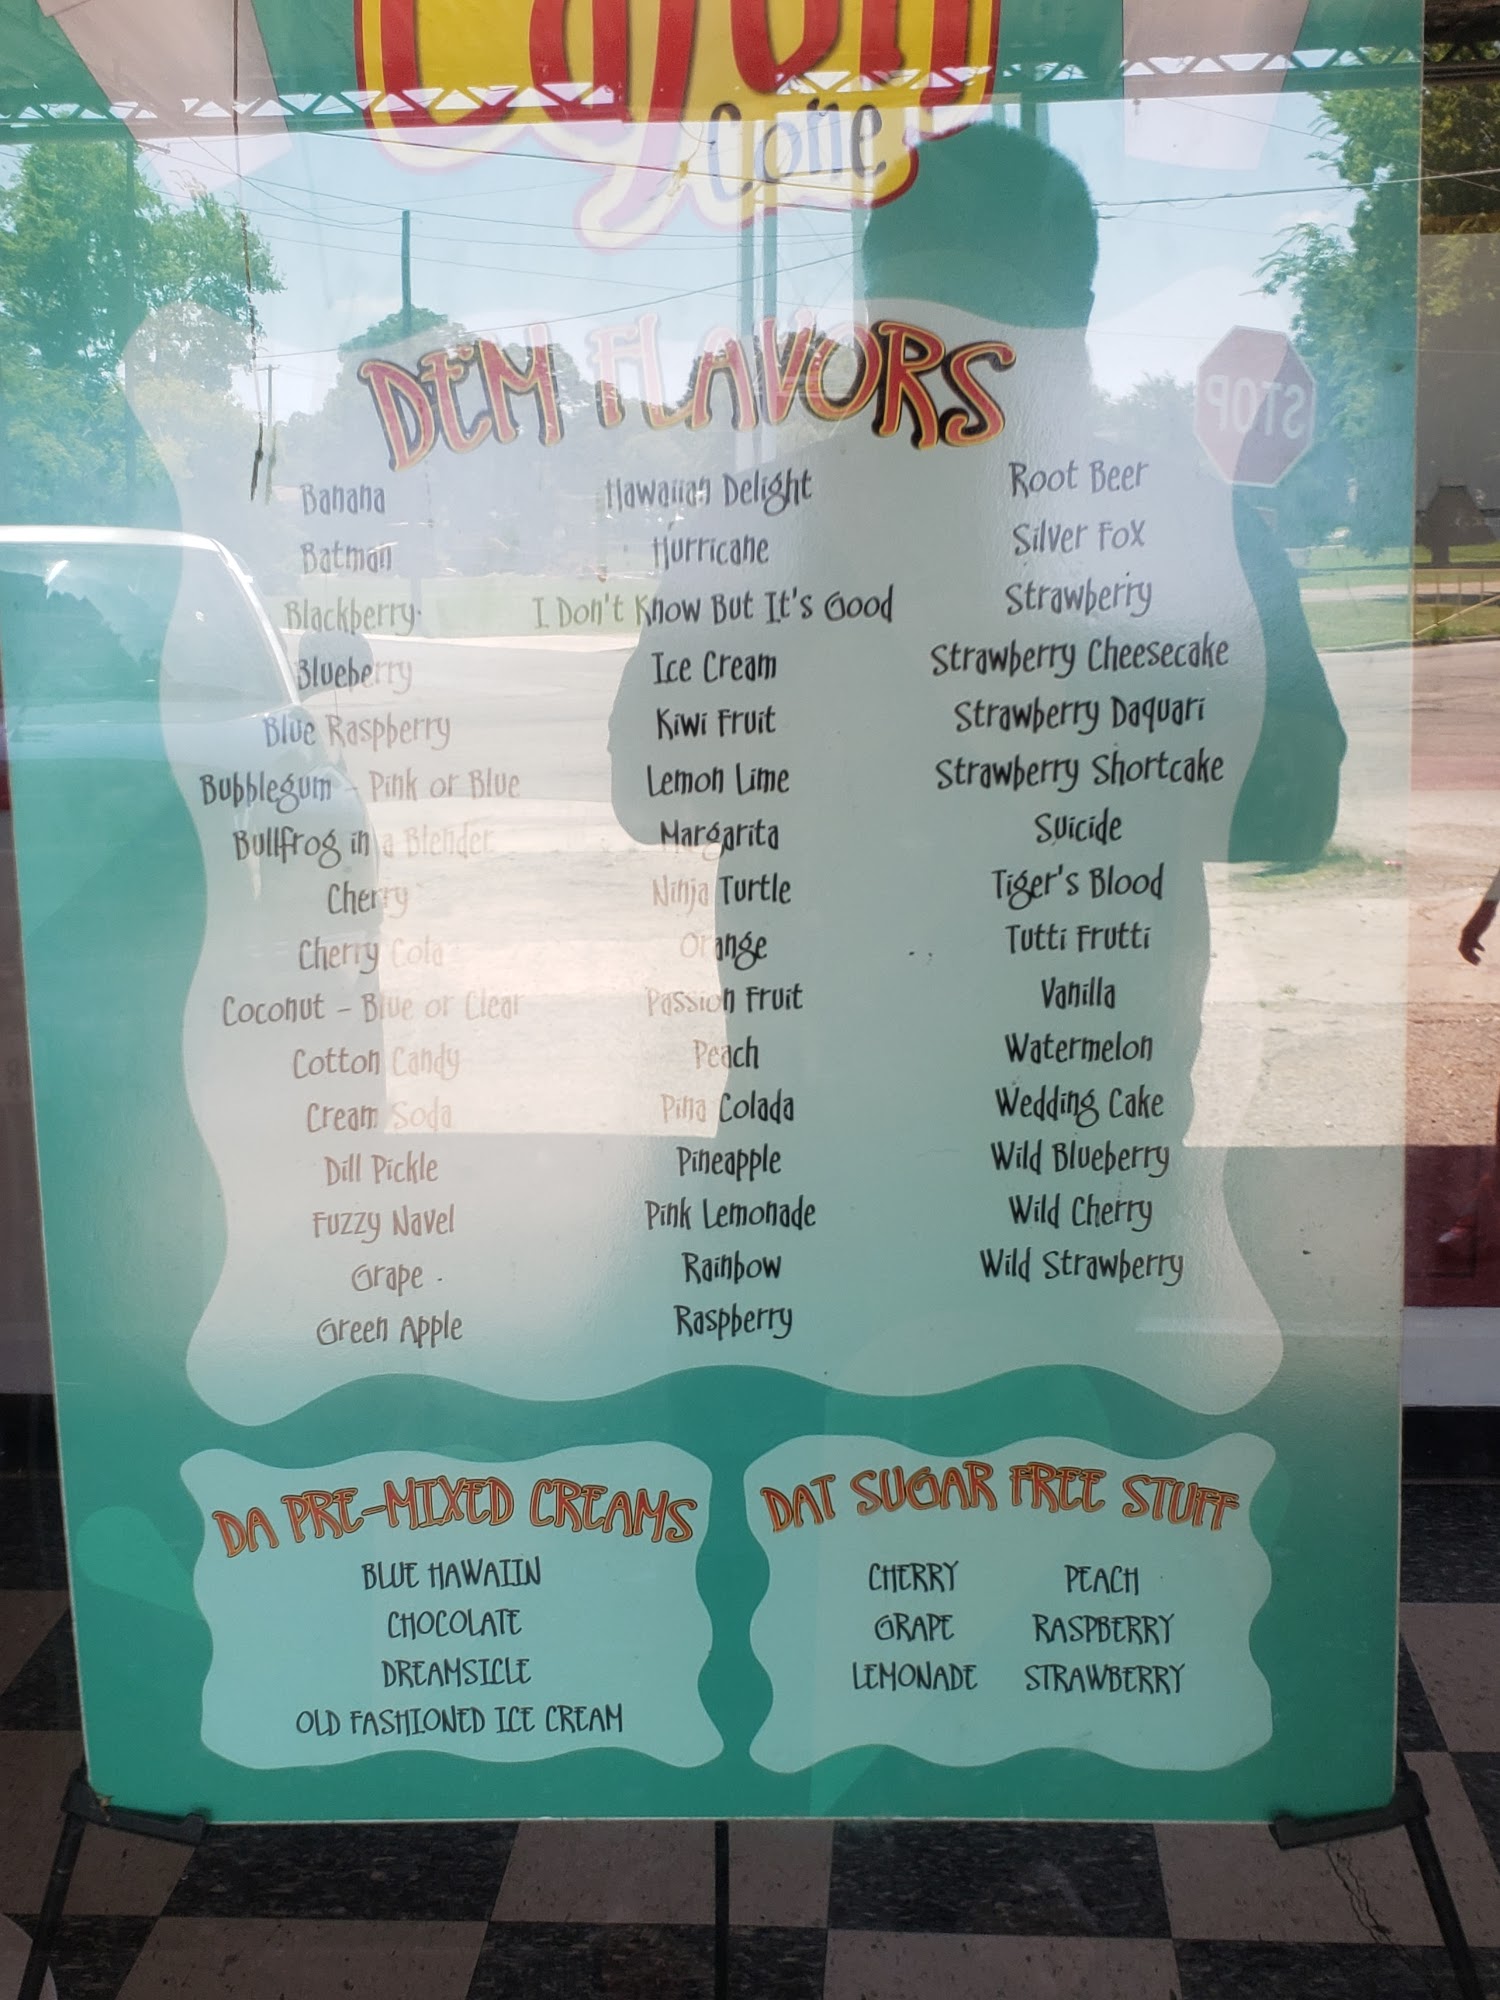 Cajun
Cone
DEM FLAVORS
Banana
Batman
Blackberry
Blueberry
Blue Raspberry
Bubblegum - Pink or Blue
Bullfrog in a Blender
Cherry
Cherry Cola
Coconut - Blue or Clear
Cotton Candy
Cream Soda
Dill Pickle
Fuzzy Navel
Grape
Green Apple
Hawaiian Delight
Hurricane
I Don't Know But It's Good
Ice Cream
Kiwi Fruit
Lemon Lime
Margarita
Ninja Turtle
Orange
Passion Fruit
Peach
Pina Colada
Pineapple
Pink Lemonade
Rainbow
Raspberry
Root Beer
Silver Fox
Strawberry
Strawberry Cheesecake
Strawberry Daquari
Strawberry Shortcake
Suicide
Tiger's Blood
Tutti Frutti
Vanilla
Watermelon
Wedding Cake
Wild Blueberry
Wild Cherry
Wild Strawberry
DA PRE-MIXED CREAMS
BLUE HAWAIIN
CHOCOLATE
DREAMSICLE
OLD FASHIONED ICE CREAM
DAT SUGAR FREE STUFF
CHERRY
GRAPE
LEMONADE
PEACH
RASPBERRY
STRAWBERRY
STOP